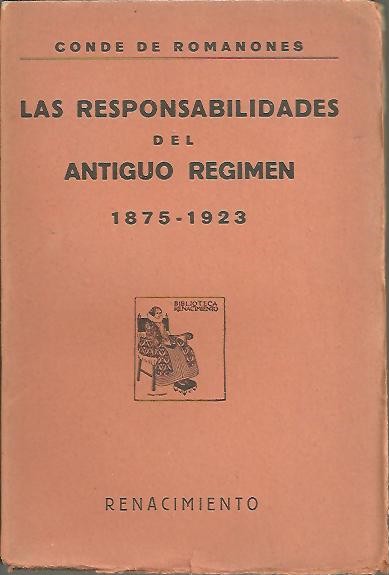 CONDE DE ROMANONES
LAS RESPONSABILIDADES
DEL
ANTIGUO REGIMEN
1875-1923
BIBLIOTECA
RENACIMIENTO
RENACIMIENTO